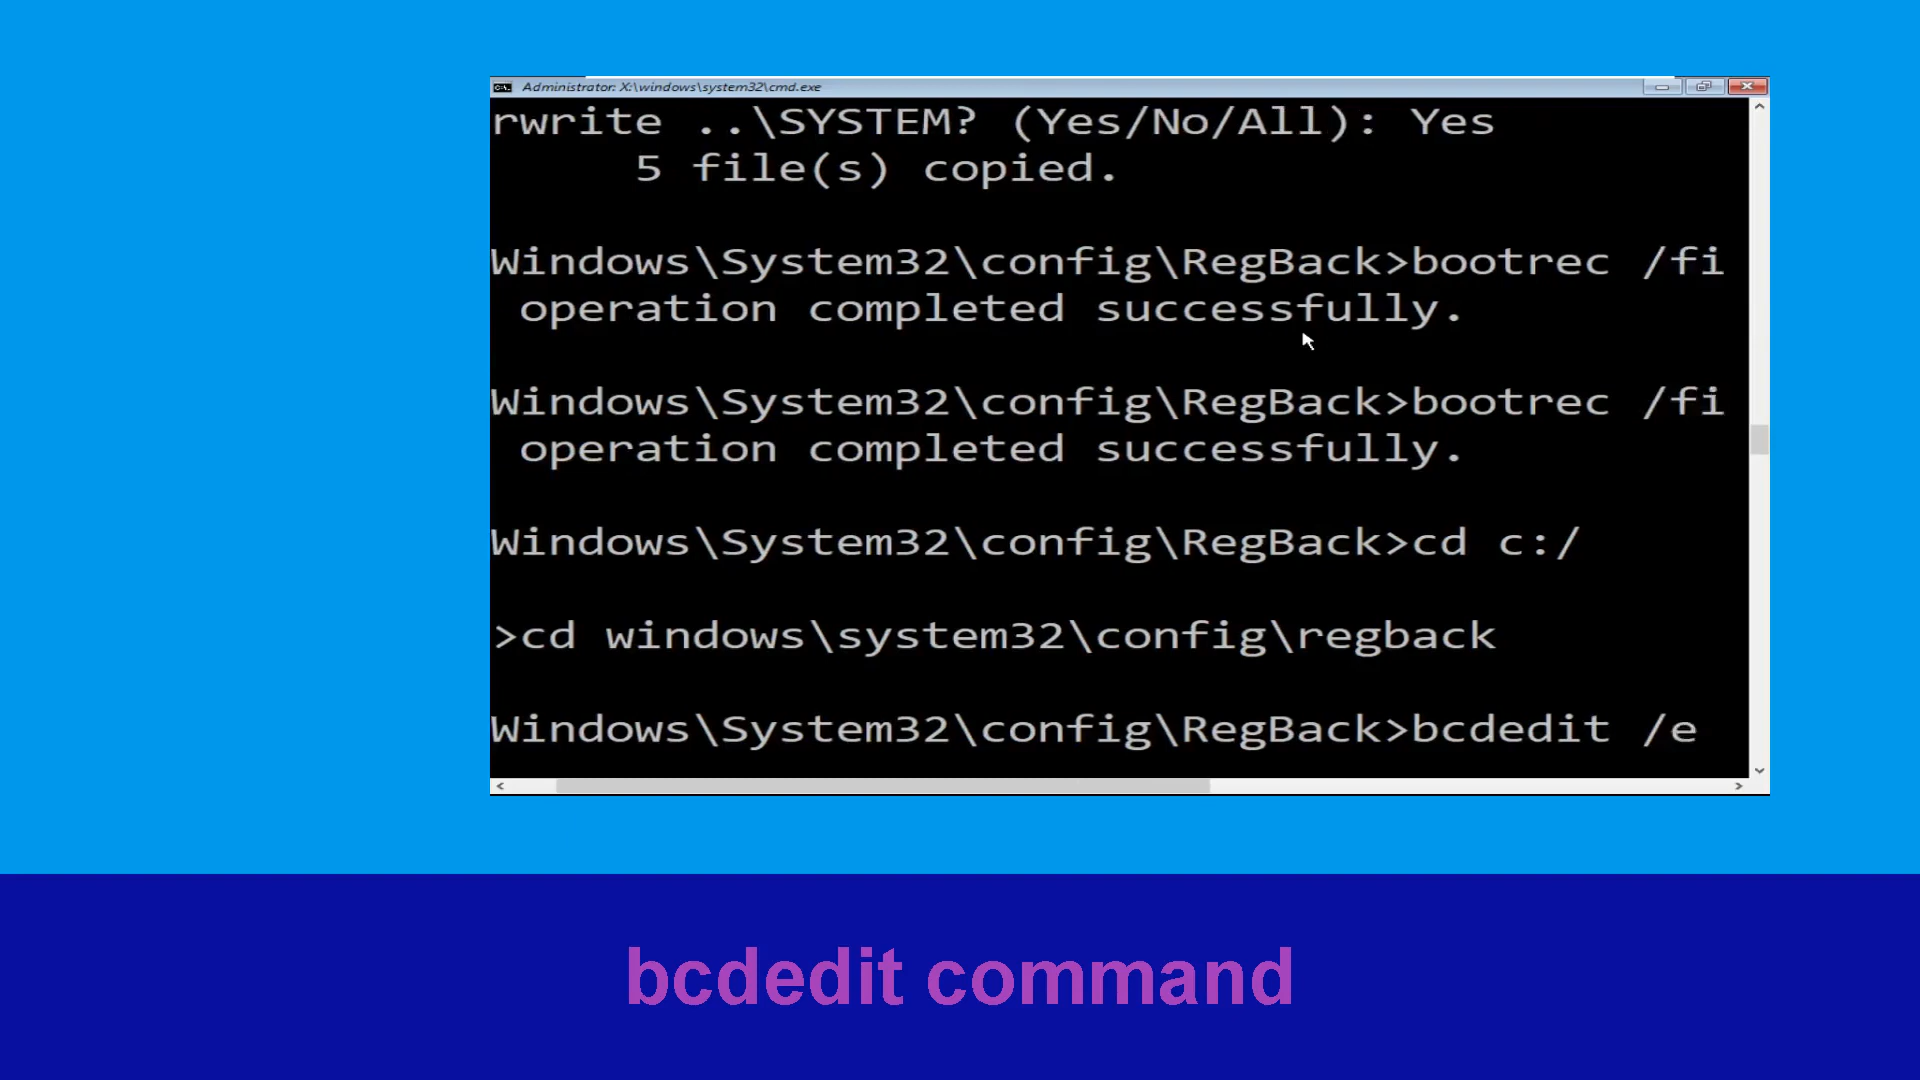 Administrator: X:\windows\system32\cmd.exe
rwrite ..\SYSTEM? (Yes/No/All): Yes
5 file(s) copied.
Windows\System32\config\RegBack>bootrec /fi
operation completed successfully.
Windows\System32\config\RegBack>bootrec /fi
operation completed successfully.
Windows\System32\config\RegBack>cd c:/
>cd windows\system32\config\regback
Windows\System32\config\RegBack>bcdedit /e
bcdedit command